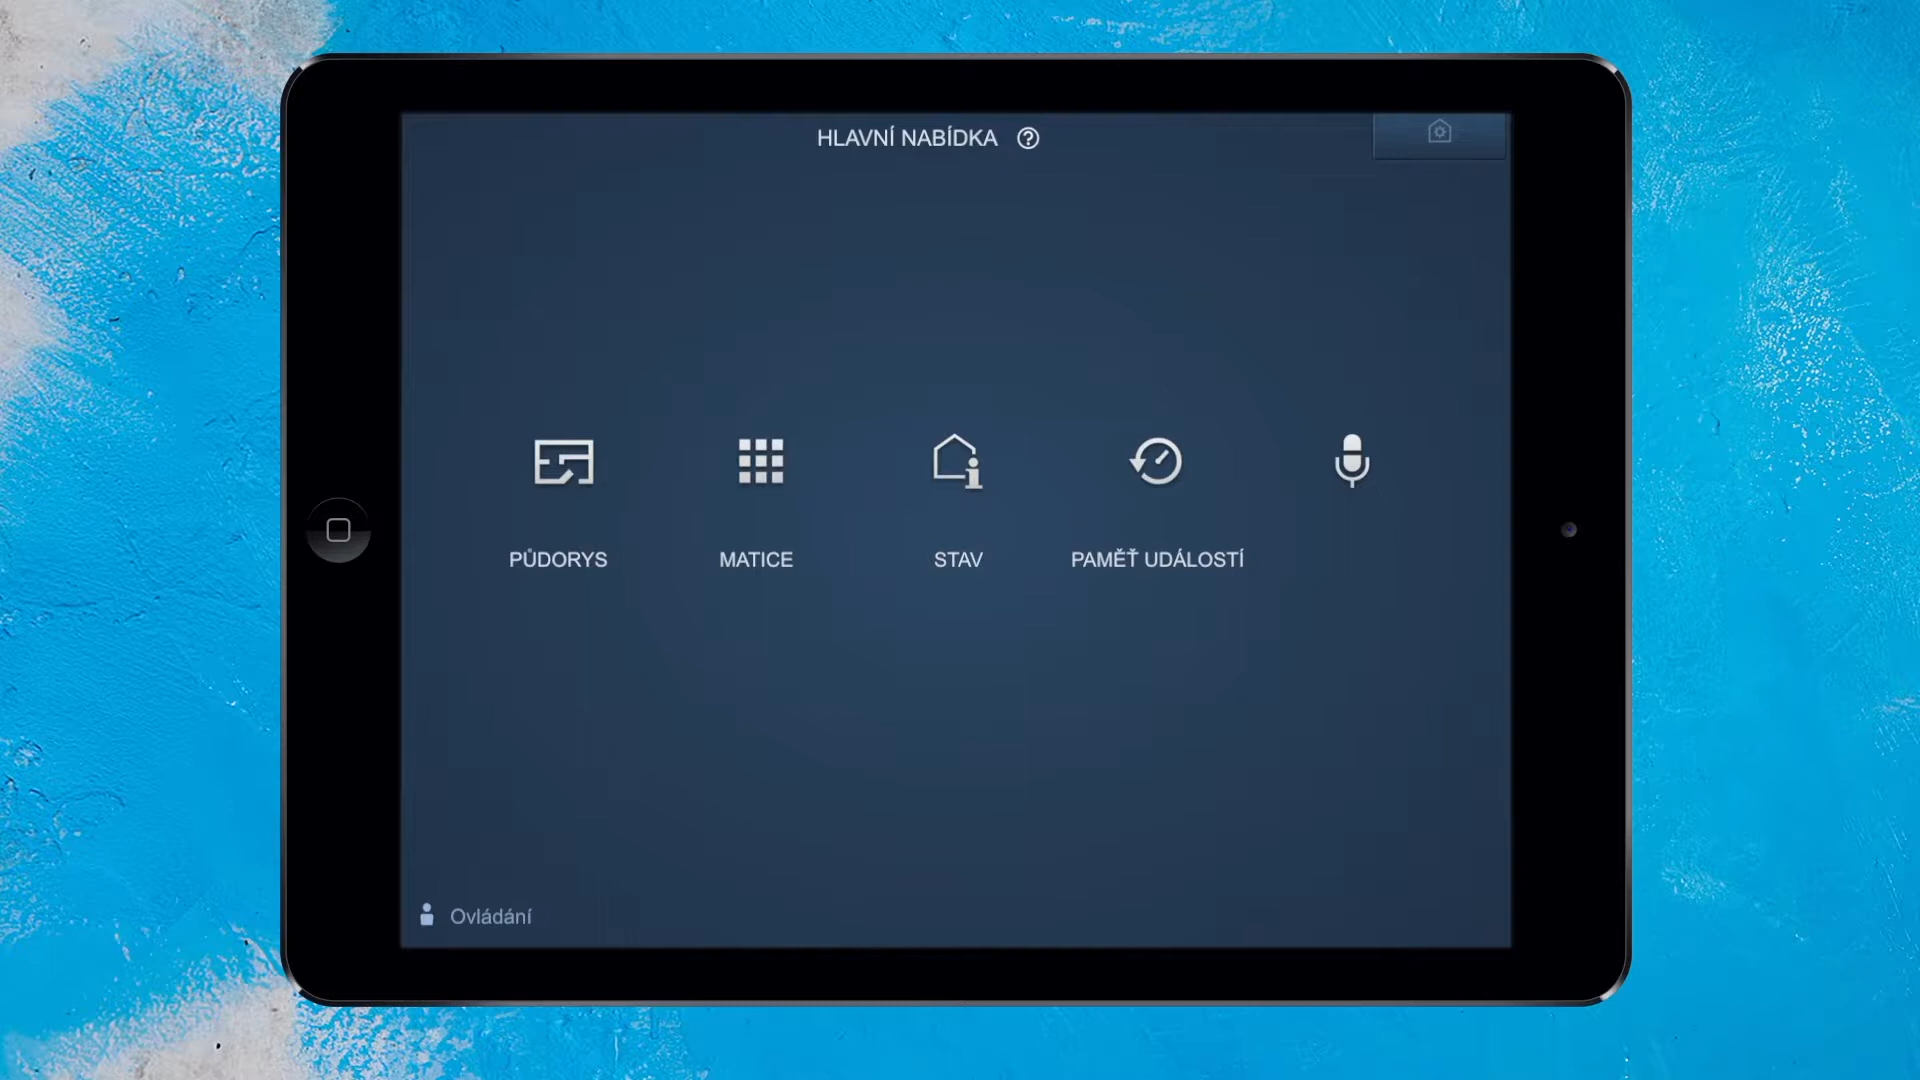 HLAVNÍ NABÍDKA
PŮDORYS
MATICE
STAV
PAMĚŤ UDÁLOSTÍ
Ovládání